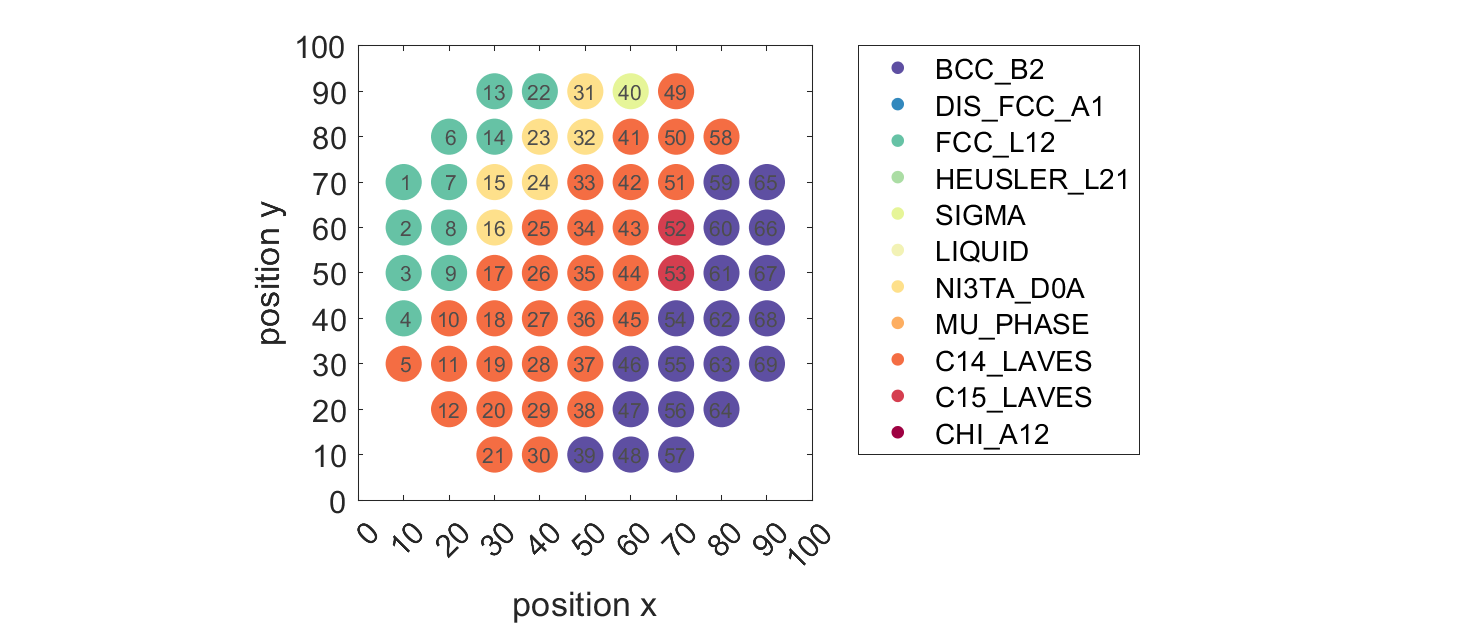 100
90
80
70
60
50
40
30
20
10
0
position y
13 22 31 40 49
6 14 23 32 41 50 58
1 7 15 24 33 42 51 59 65
2 8 16 25 34 43 52 60 66
3 9 17 26 35 44 53 61 67
4 10 18 27 36 45 54 62 68
5 11 19 28 37 46 55 63 69
12 20 29 38 47 56 64
21 30 39 48 57
0 10 20 30 40 50 60 70 80 90 100
position x
BCC_B2
DIS_FCC_A1
FCC_L12
HEUSLER_L21
SIGMA
LIQUID
NI3TA_D0A
MU_PHASE
C14_LAVES
C15_LAVES
CHI_A12